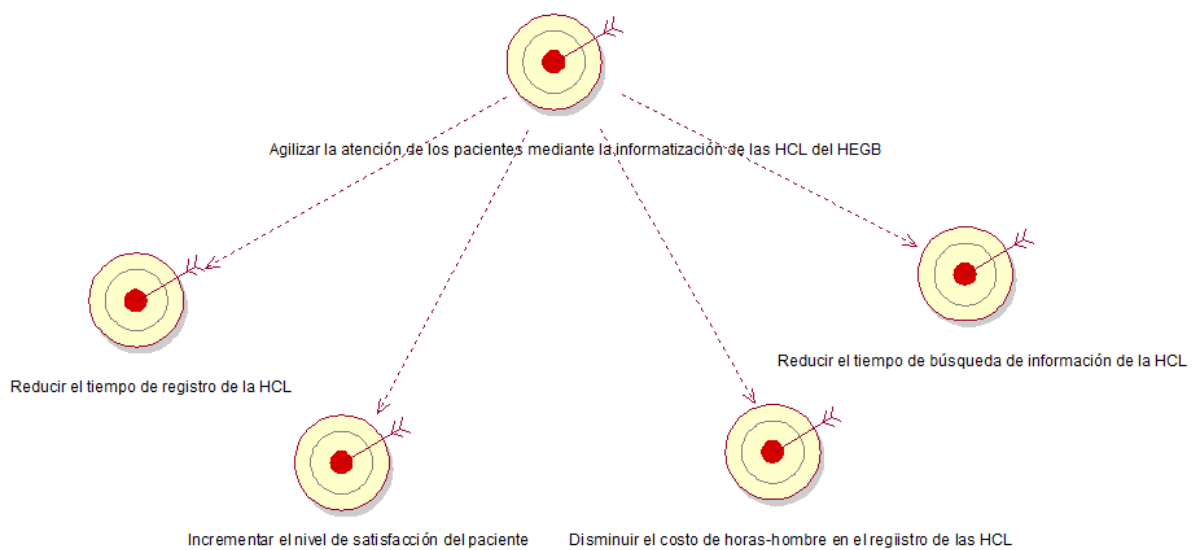 Agilizar la atención de los pacientes mediante la informatización de las HCL del HEGB
Reducir el tiempo de búsqueda de información de la HCL
Reducir el tiempo de registro de la HCL
Incrementar el nivel de satisfacción del paciente
Disminuir el costo de horas-hombre en el regiistro de las HCL